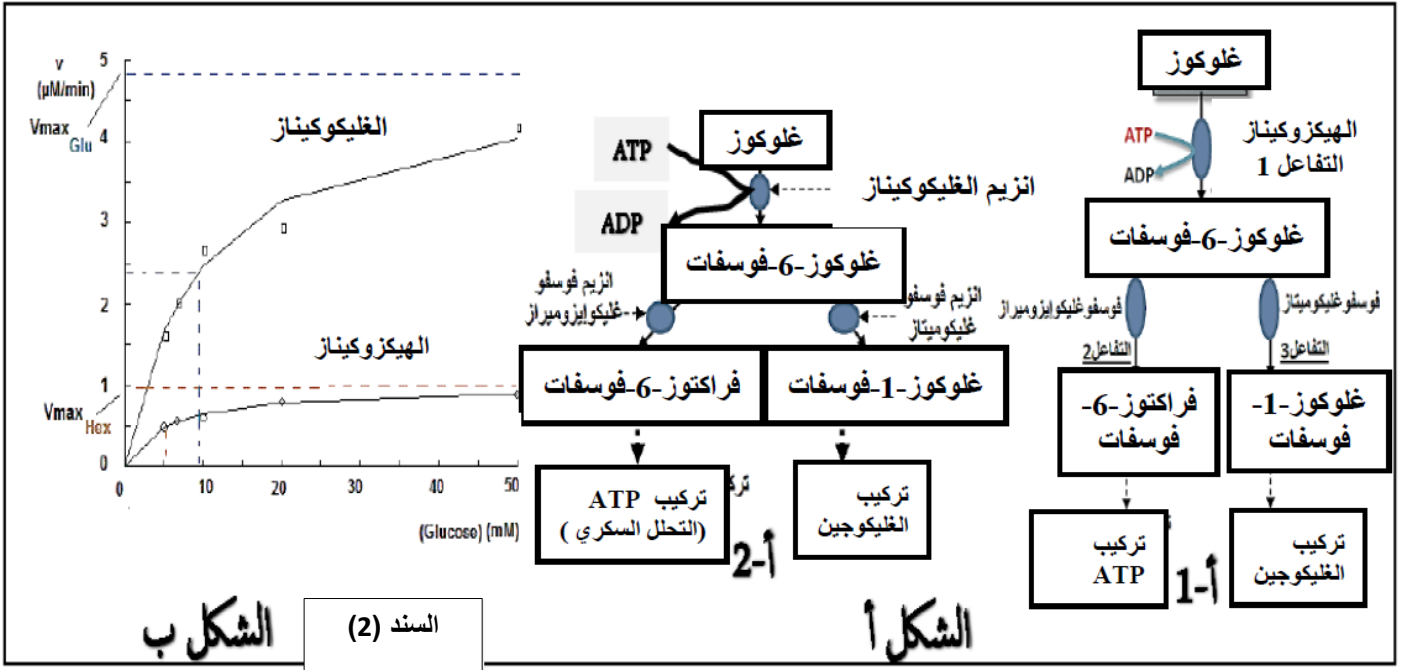 غلوكوز
الهيكزوكيناز
التفاعل 1
ATP
ADP
غلوكوز-6-فوسفات
فوسفوغليكوميتاز
فوسفوغليكوإيزوميراز
التفاعل3
التفاعل2
غلوكوز-1-
فوسفات
فراكتوز-6-
فوسفات
تركيب
الغليكوجين
تركيب
ATP
أ-1
غلوكوز
ATP
انزيم الغليكوكيناز
ADP
غلوكوز-6-فوسفات
انزيم فوسفو
غليكوميتاز
انزيم فوسفو
غليكوإيزوميراز
غلوكوز-1-فوسفات
فراكتوز-6-فوسفات
تركيب
الغليكوجين
تركيب ATP
(التحلل السكري )
أ-2
الشكل أ
5
v
(µM/min)
Vmax
Glu
4
الغليكوكيناز
3
2
الهيكزوكيناز
1
Vmax
Hex
0
0 10 20 30 40 50
(Glucose) (mM)
السند (2)
الشكل ب